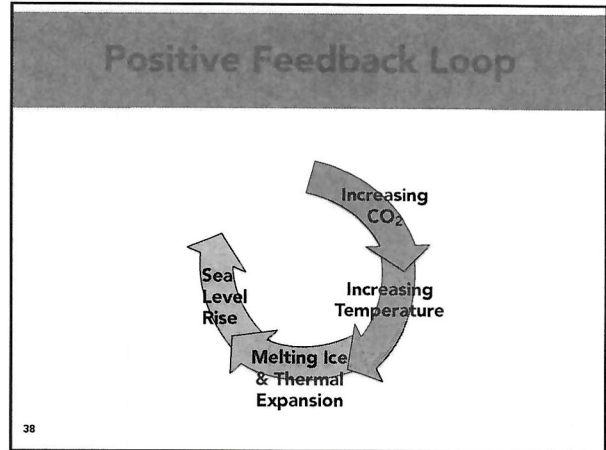 Positive Feedback Loop
Increasing
CO₂
Increasing
Temperature
Melting Ice
& Thermal
Expansion
Sea
Level
Rise
38